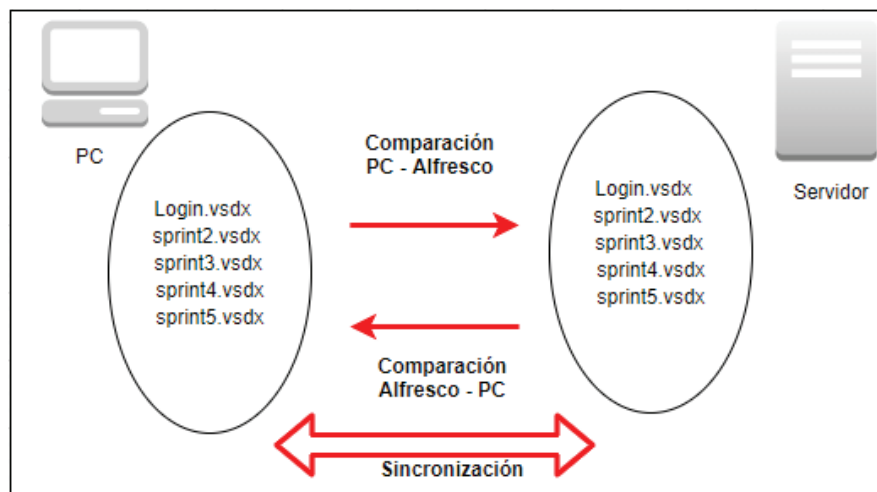 PC
Login.vsdx
sprint2.vsdx
sprint3.vsdx
sprint4.vsdx
sprint5.vsdx
Comparación
PC - Alfresco
Comparación
Alfresco - PC
Sincronización
Login.vsdx
sprint2.vsdx
sprint3.vsdx
sprint4.vsdx
sprint5.vsdx
Servidor